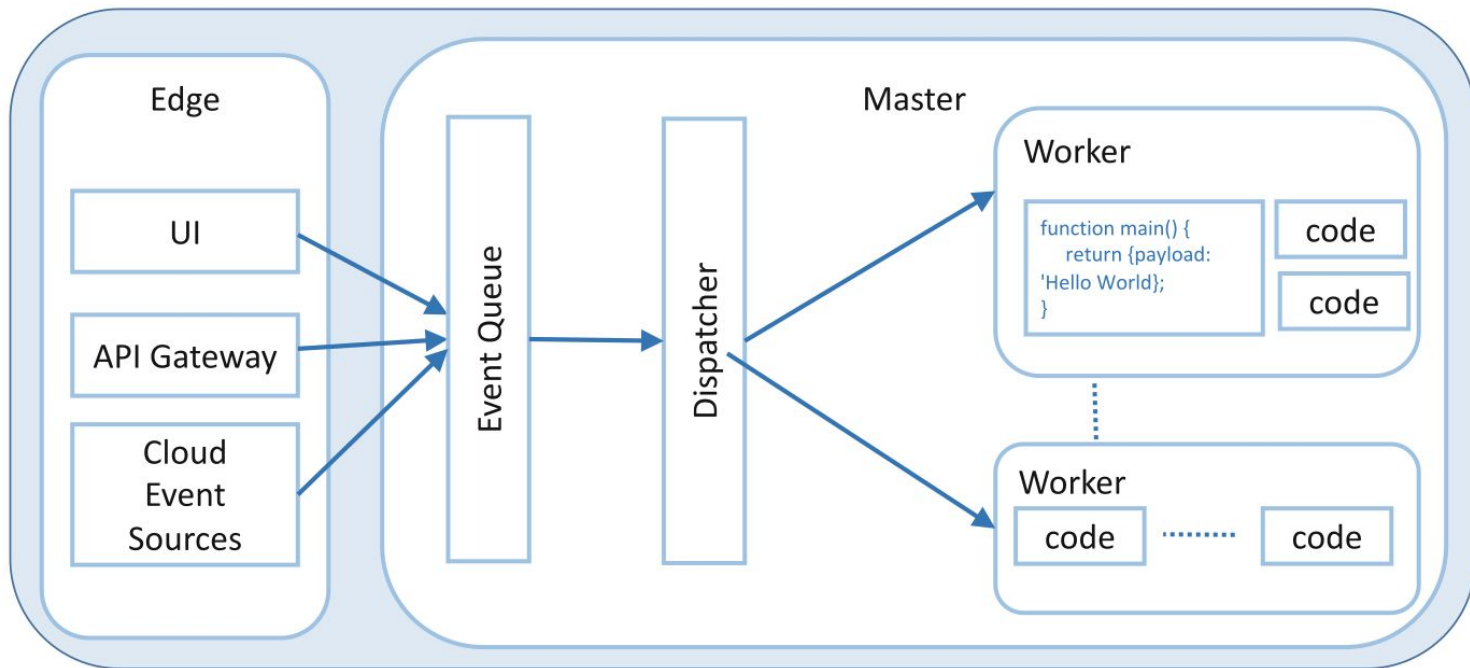 Edge
UI
API Gateway
Cloud
Event
Sources
Master
Event Queue
Dispatcher
Worker
function main() {
return {payload:
'Hello World};
}
code
code
Worker
code
code